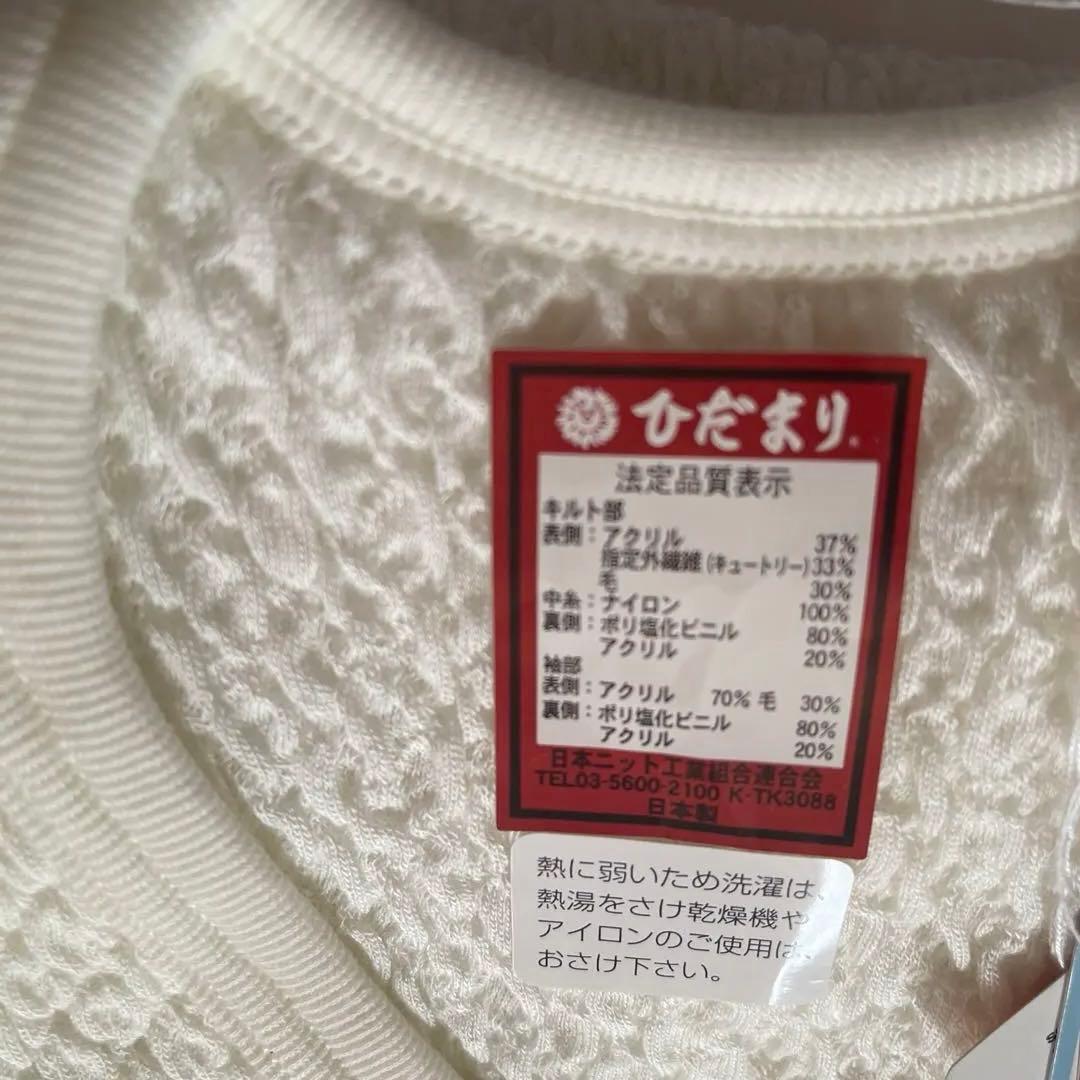 ひだまり®
法定品質表示
キルト部
表側：アクリル 37%
指定外繊維(キュートリー)33%
毛 30%
中糸：ナイロン 100%
裏側：ポリ塩化ビニル 80%
アクリル 20%
袖部
表側：アクリル 70% 毛 30%
裏側：ポリ塩化ビニル 80%
アクリル 20%
日本ニット工業組合連合会
TEL03-5600-2100 K-TK3088
日本製
熱に弱いため洗濯は、
熱湯をさけ乾燥機や
アイロンのご使用は、
おさけ下さい。